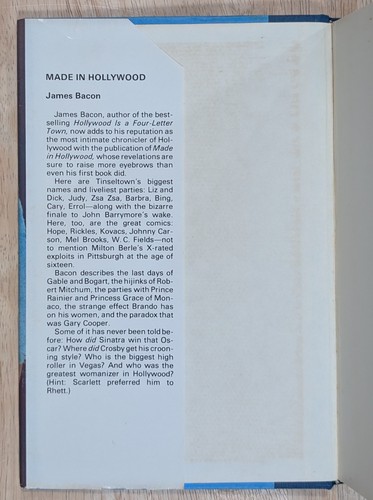 MADE IN HOLLYWOOD
James Bacon
James Bacon, author of the best-
selling Hollywood Is a Four-Letter
Town, now adds to his reputation as
the most intimate chronicler of Hol-
lywood with the publication of Made
in Hollywood, whose revelations are
sure to raise more eyebrows than
even his first book did.
Here are Tinseltown's biggest
names and liveliest parties: Liz and
Dick, Judy, Zsa Zsa, Barbra, Bing,
Cary, Errol—along with the bizarre
finale to John Barrymore's wake.
Here, too, are the great comics:
Hope, Rickles, Kovacs, Johnny Car-
son, Mel Brooks, W. C. Fields—not
to mention Milton Berle's X-rated
exploits in Pittsburgh at the age of
sixteen.
Bacon describes the last days of
Gable and Bogart, the hijinks of Rob-
ert Mitchum, the parties with Prince
Rainier and Princess Grace of Mon-
aco, the strange effect Brando has
on his women, and the paradox that
was Gary Cooper.
Some of it has never been told be-
fore: How did Sinatra win that Os-
car? Where did Crosby get his croon-
ing style? Who is the biggest high
roller in Vegas? And who was the
greatest womanizer in Hollywood?
(Hint: Scarlett preferred him to
Rhett.)